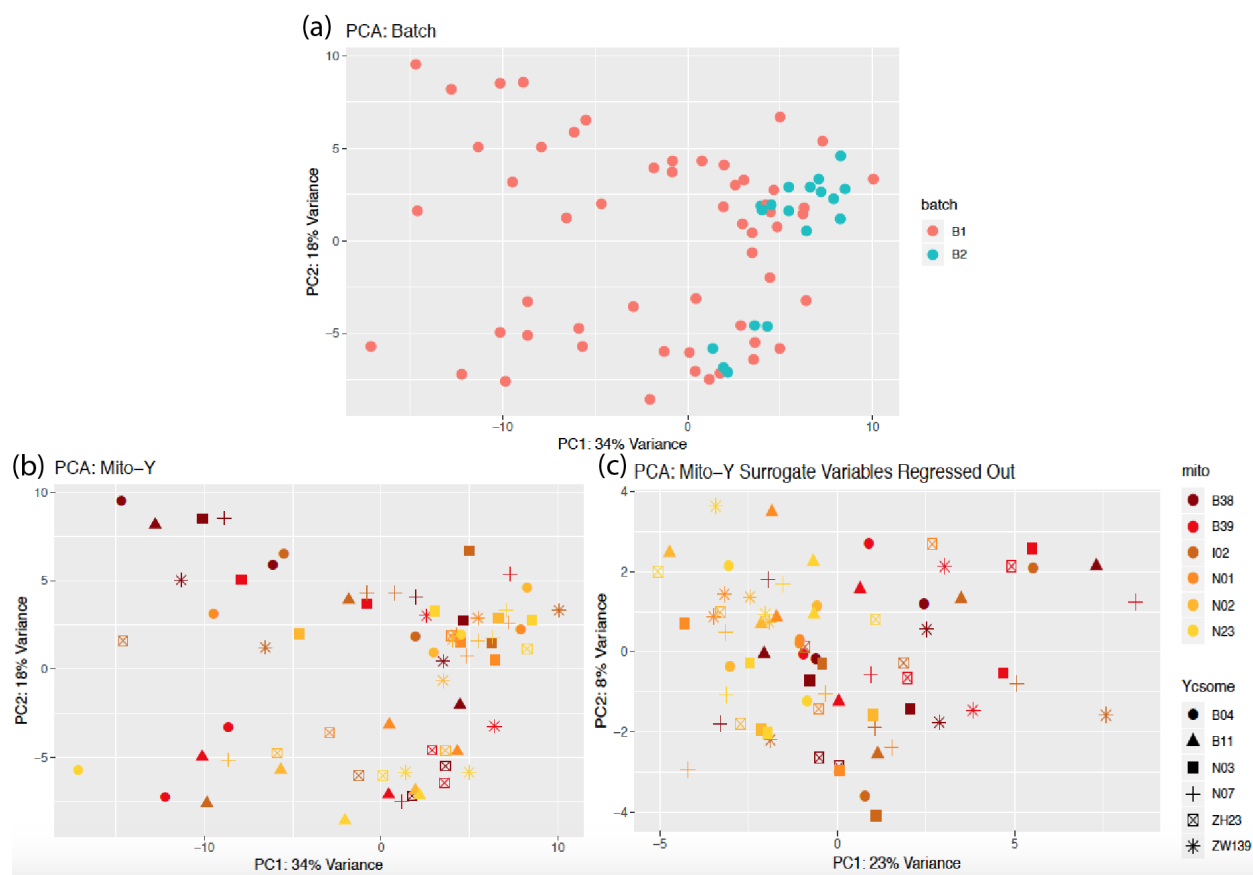 (a) PCA: Batch
10
5
0
−5
PC2: 18% Variance
−10 0 10
PC1: 34% Variance
batch
B1
B2
(b) PCA: Mito−Y
10
5
0
−5
PC2: 18% Variance
−10 0 10
PC1: 34% Variance
(c) PCA: Mito−Y Surrogate Variables Regressed Out
4
2
0
−2
−4
PC2: 8% Variance
−5 0 5
PC1: 23% Variance
mito
B38
B39
I02
N01
N02
N23
Ycsome
B04
B11
N03
N07
ZH23
ZW139